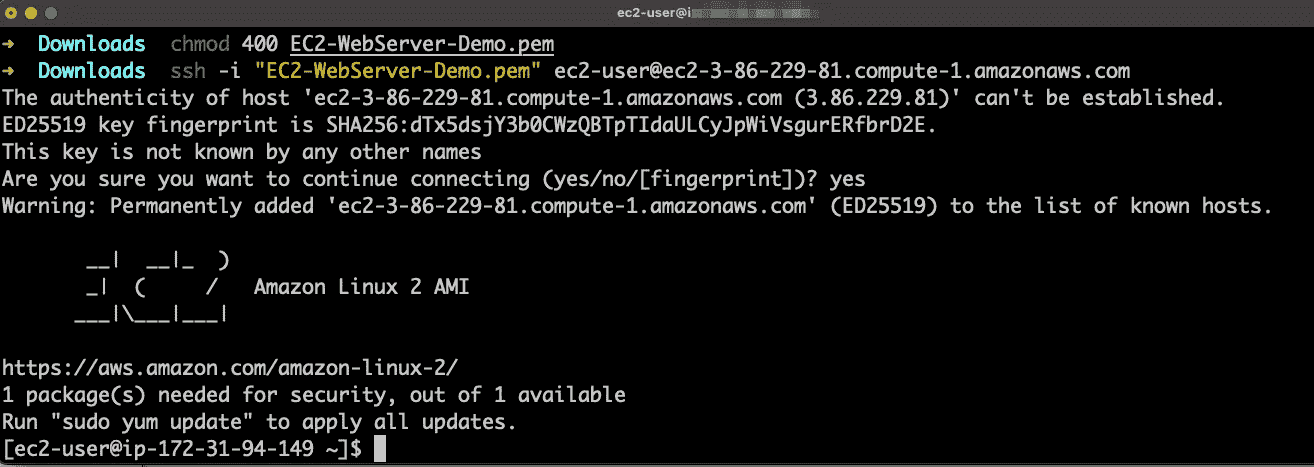 ec2-user@i
➜ Downloads chmod 400 EC2-WebServer-Demo.pem
➜ Downloads ssh -i "EC2-WebServer-Demo.pem" ec2-user@ec2-3-86-229-81.compute-1.amazonaws.com
The authenticity of host 'ec2-3-86-229-81.compute-1.amazonaws.com (3.86.229.81)' can't be established.
ED25519 key fingerprint is SHA256:dTx5dsjY3b0CWzQBTpTIdaULCyJpWiVsgurERfbrD2E.
This key is not known by any other names
Are you sure you want to continue connecting (yes/no/[fingerprint])? yes
Warning: Permanently added 'ec2-3-86-229-81.compute-1.amazonaws.com' (ED25519) to the list of known hosts.
__|  __|_  )
_|  (     /   Amazon Linux 2 AMI
___|\___|___|
https://aws.amazon.com/amazon-linux-2/
1 package(s) needed for security, out of 1 available
Run "sudo yum update" to apply all updates.
[ec2-user@ip-172-31-94-149 ~]$